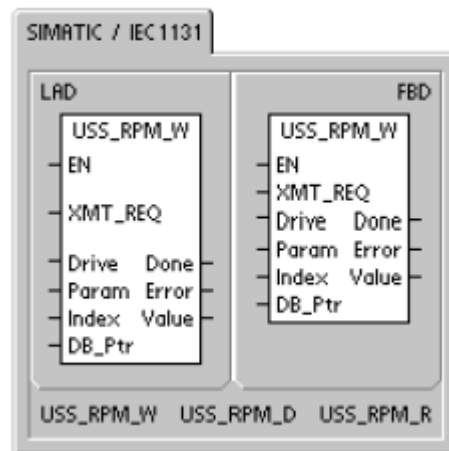 SIMATIC / IEC1131
LAD
USS_RPM_W
EN
XMT_REQ
Drive Done
Param Error
Index Value
DB_Ptr
FBD
USS_RPM_W
EN
XMT_REQ
Drive Done
Param Error
Index Value
DB_Ptr
USS_RPM_W USS_RPM_D USS_RPM_R